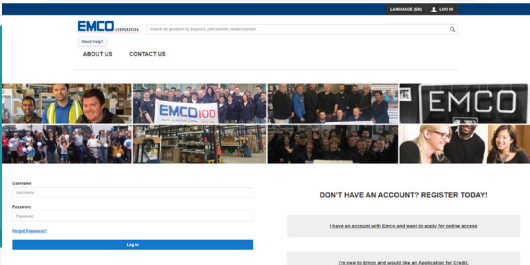 LANGUAGE (EN) LOG IN
EMCO CORPORATION
Search for products by keyword, part number, model number...
Need Help?
ABOUT US CONTACT US
EMCO 100
EMCO
Username
Username
Password
Password
Forgot Password?
Log in
DON'T HAVE AN ACCOUNT? REGISTER TODAY!
I have an account with Emco and want to apply for online access
I'm new to Emco and would like an Application for Credit.